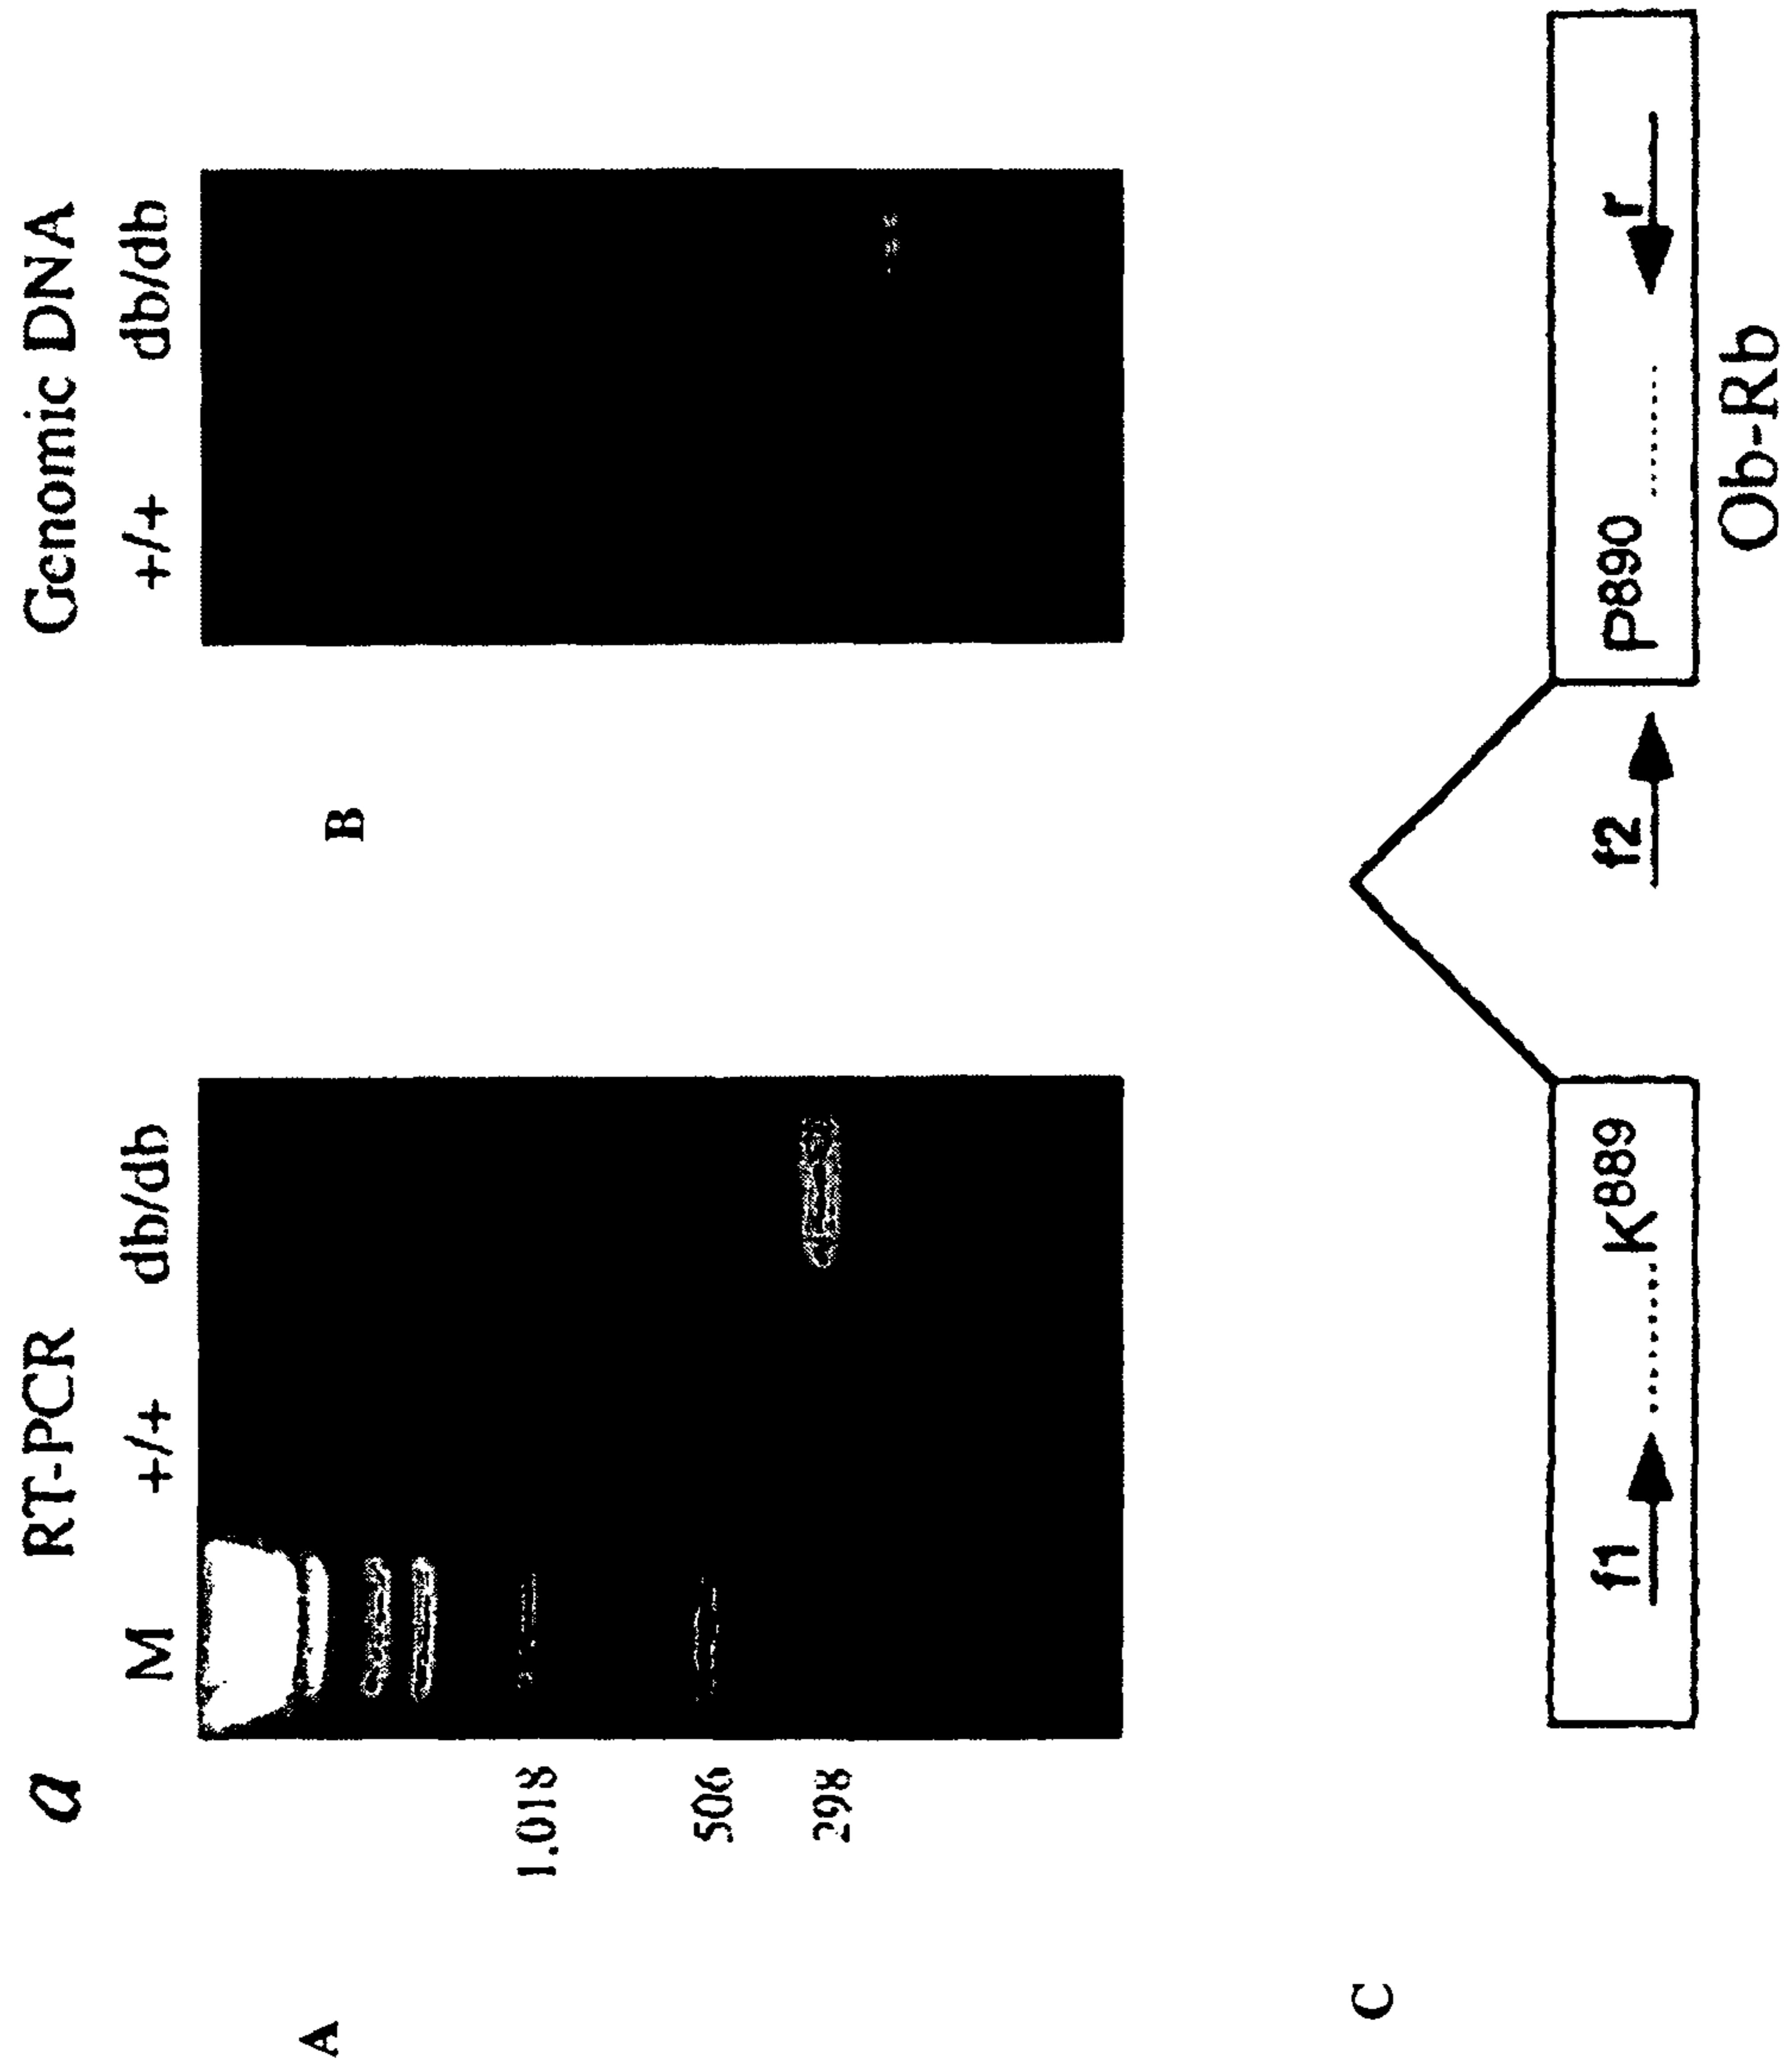 a RT-PCR Genomic DNA
M +/+ db/db +/+ db/db
A
B
1.018
506
298
C
f1 K889 f2 P890 r
Ob-Rb